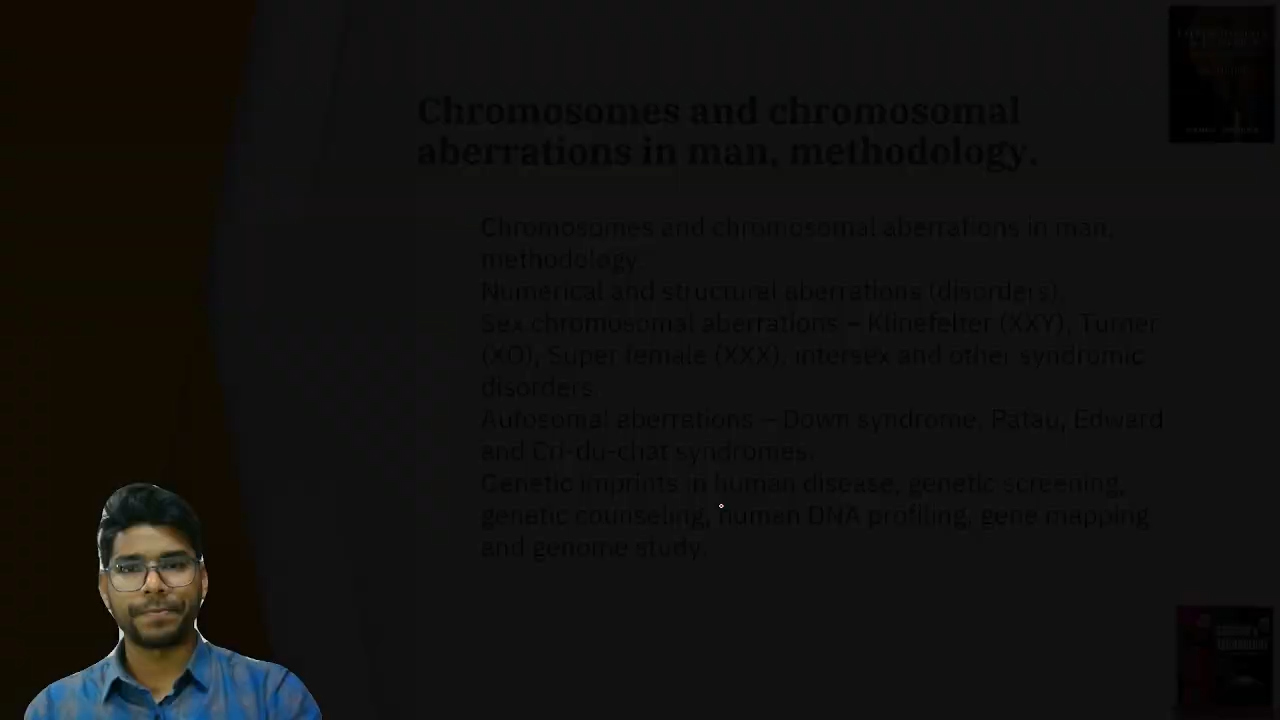 Chromosomes and chromosomal
aberrations in man, methodology.
Chromosomes and chromosomal aberrations in man,
methodology.
Numerical and structural aberrations (disorders).
Sex chromosomal aberrations – Klinefelter (XXY), Turner
(XO), Super female (XXX), intersex and other syndromic
disorders.
Autosomal aberrations – Down syndrome, Patau, Edward
and Cri-du-chat syndromes.
Genetic imprints in human disease, genetic screening,
genetic counseling, human DNA profiling, gene mapping
and genome study.